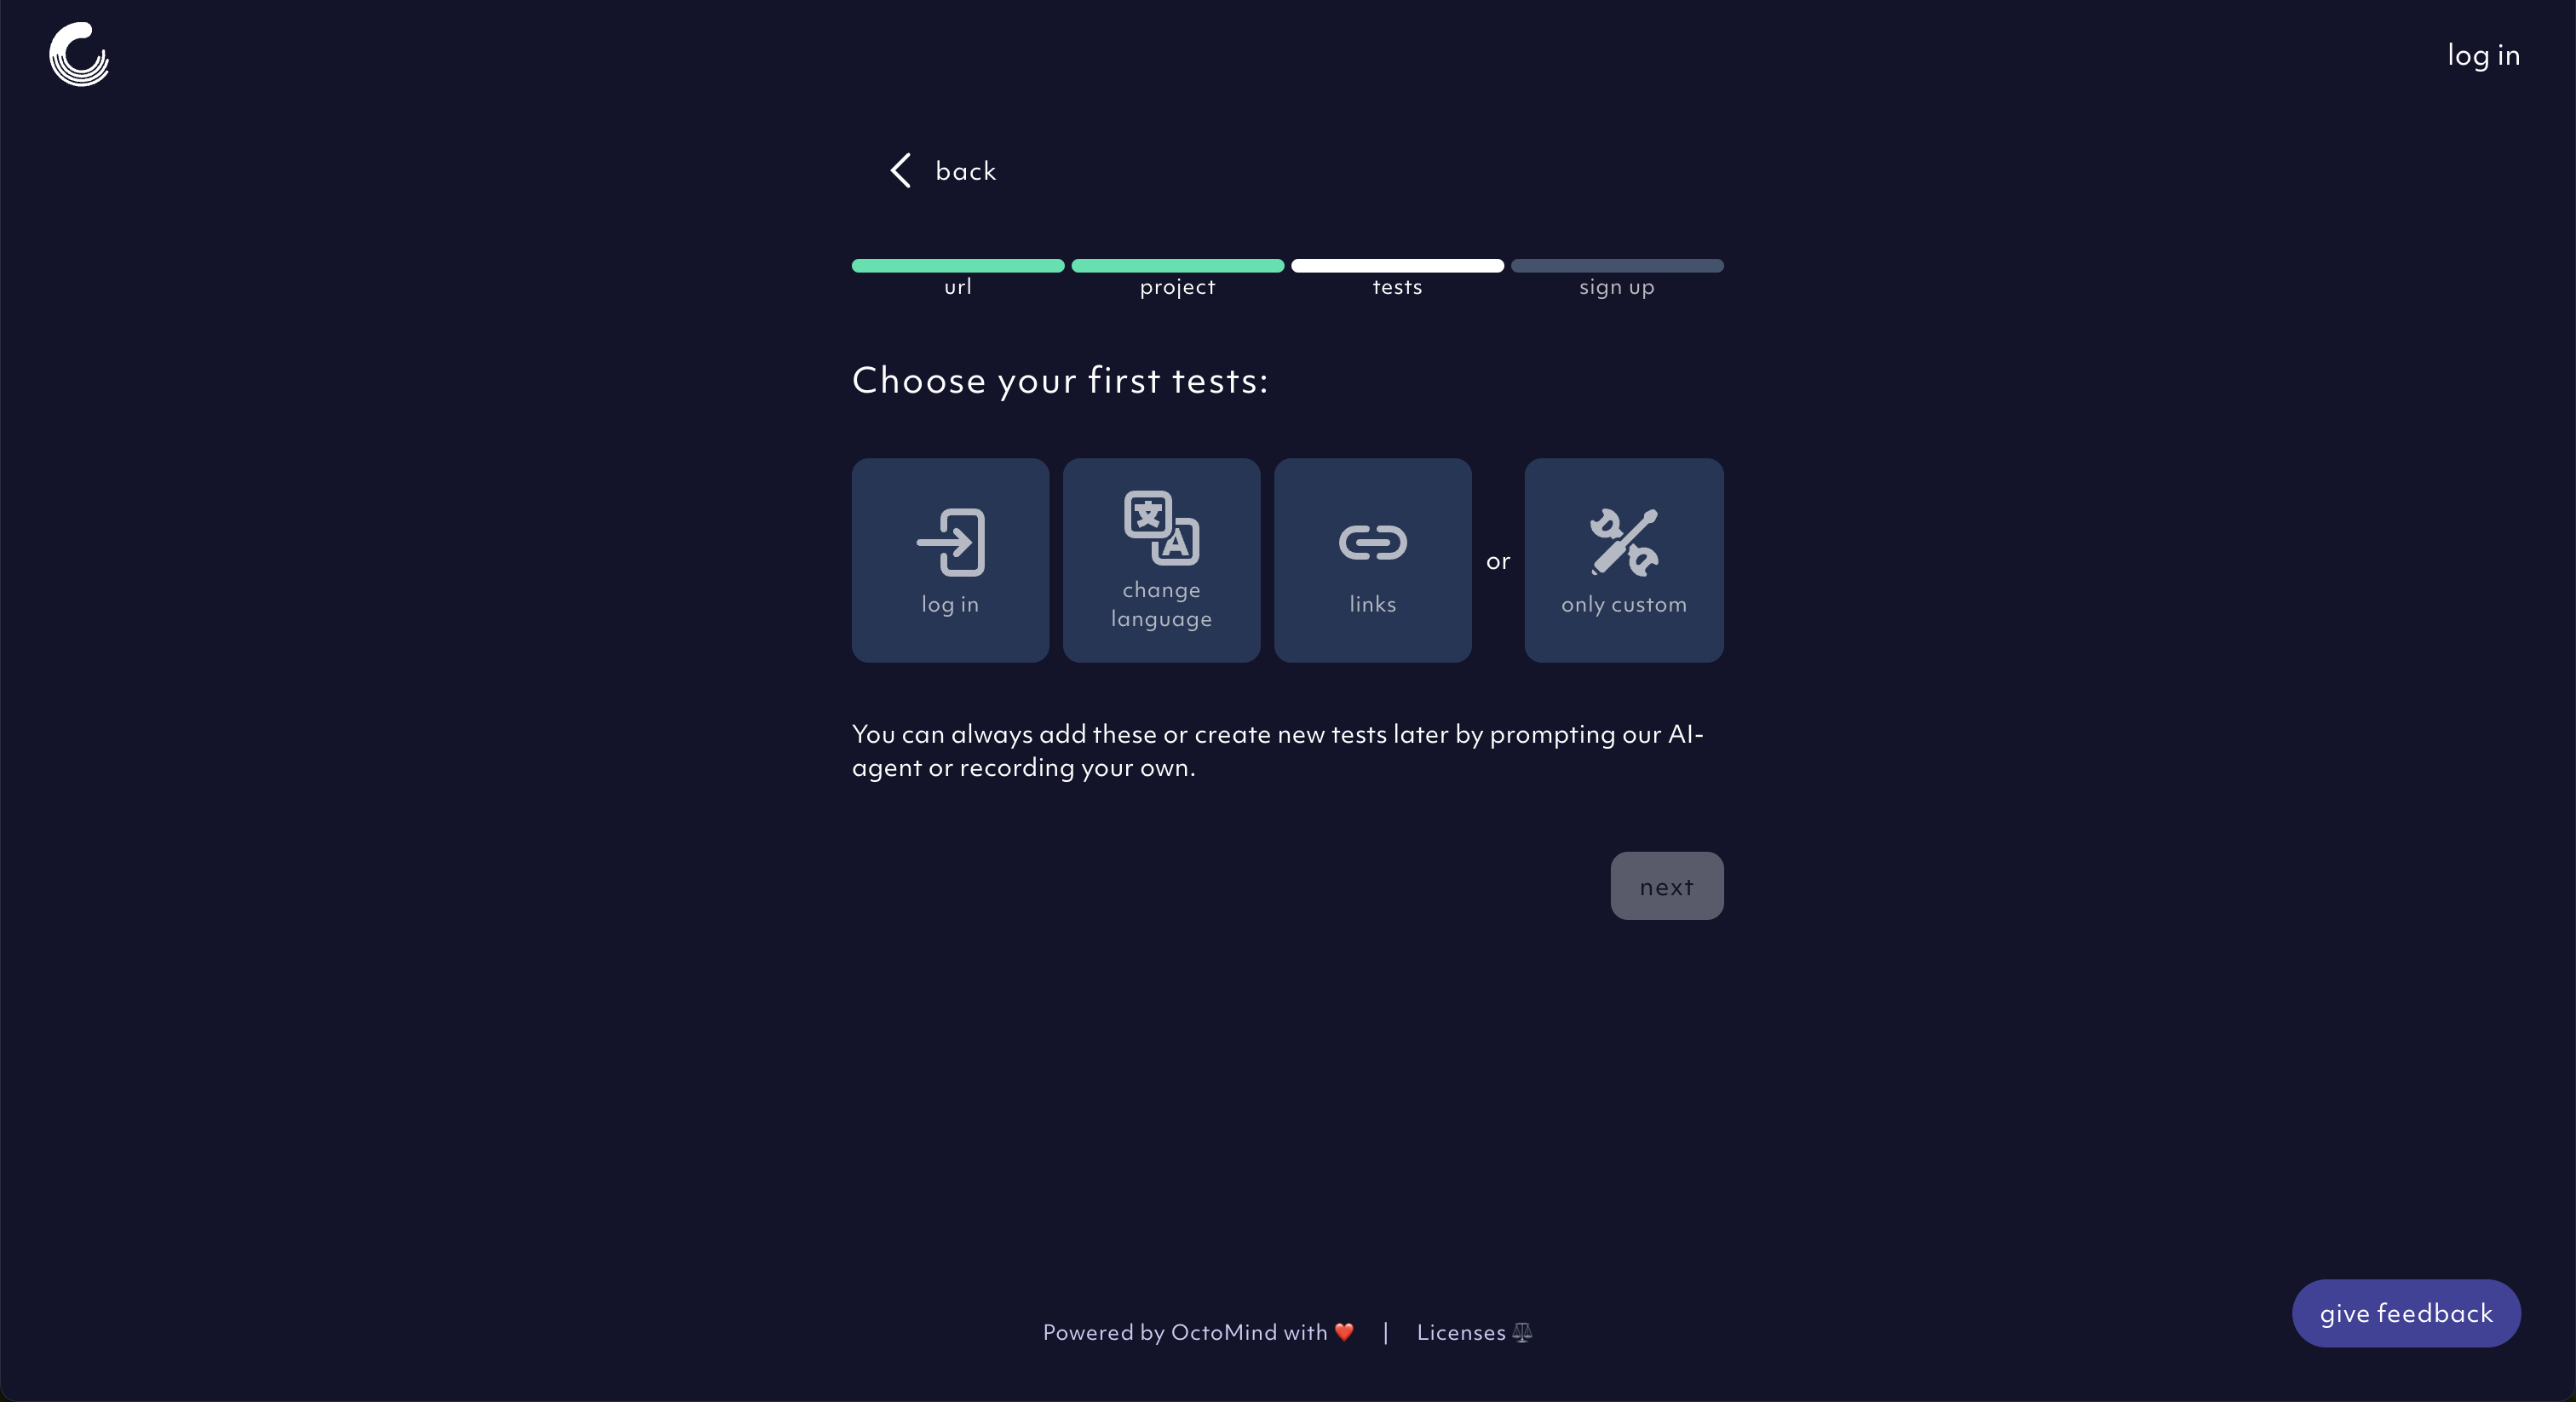 log in
back
url
project
tests
sign up
Choose your first tests:
log in
change
language
links
or
only custom
You can always add these or create new tests later by prompting our AI-
agent or recording your own.
next
Powered by OctoMind with ❤️ | Licenses ⚖️
give feedback